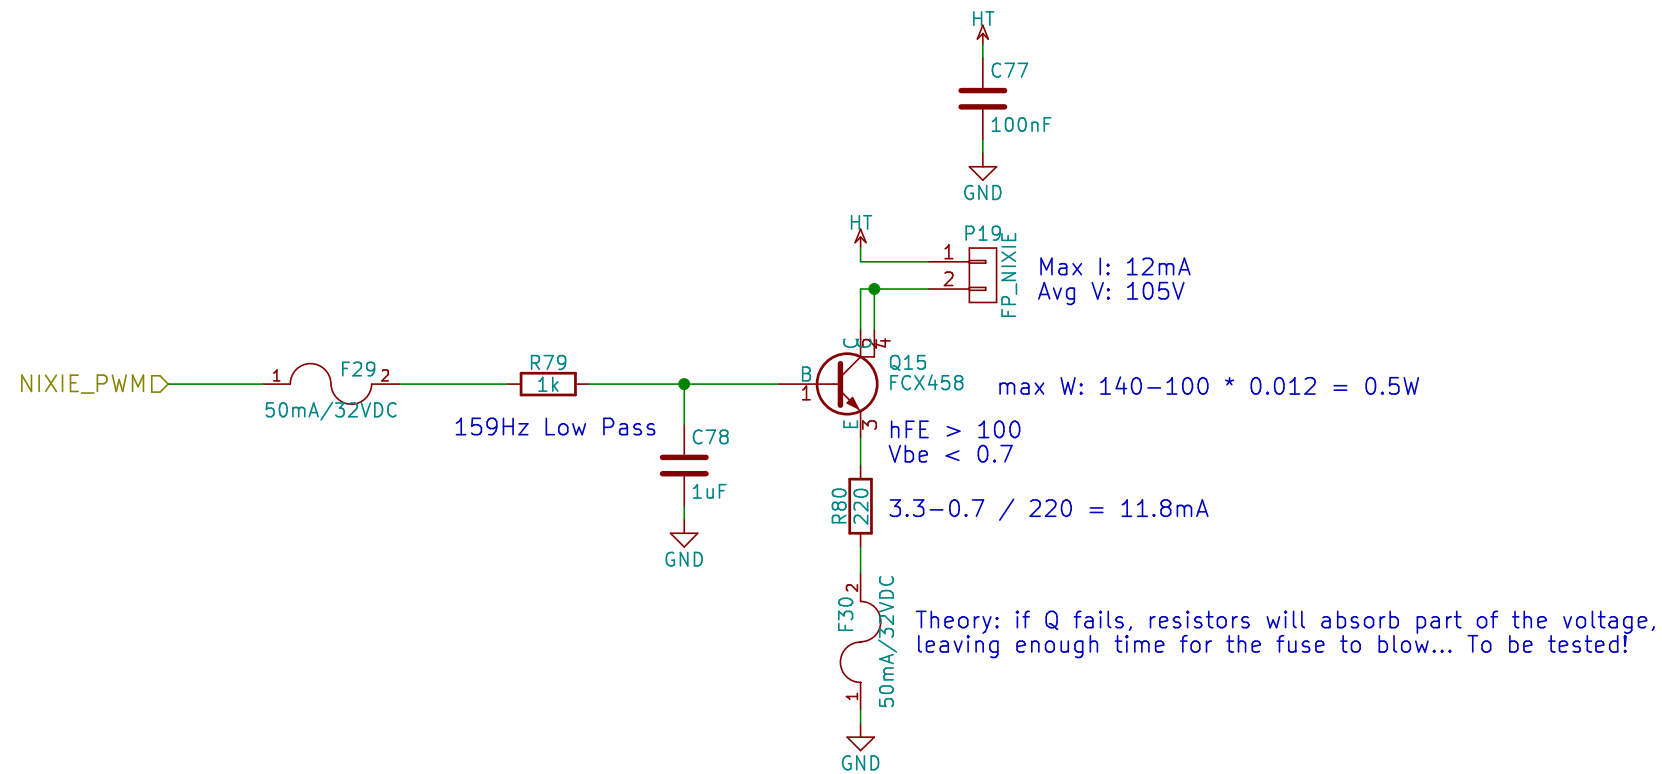 HT
C77
100nF
GND
HT
P19
1
2
FP_NIXIE
Max I: 12mA
Avg V: 105V
NIXIE_PWM
1
F29
2
50mA/32VDC
R79
1k
159Hz Low Pass
C78
1uF
GND
B
1
C
4
Q15
FCX458
max W: 140-100 * 0.012 = 0.5W
E
3
hFE > 100
Vbe < 0.7
R80
220
3.3-0.7 / 220 = 11.8mA
2
F30
50mA/32VDC
1
Theory: if Q fails, resistors will absorb part of the voltage,
leaving enough time for the fuse to blow... To be tested!
GND